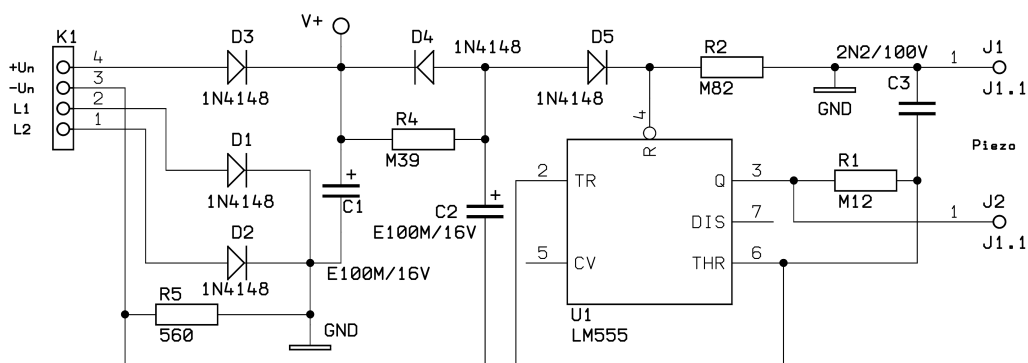 V+
K1
D3
D4
1N4148
D5
R2
2N2/100V
J1
+Un
4
1
-Un
3
1N4148
1N4148
M82
GND
C3
J1.1
L1
2
L2
1
R4
4
D1
M39
R
Piezo
2
TR
Q
3
R1
1N4148
+
C1
+
C2
M12
J2
D2
E100M/16V
DIS
7
1
J1.1
5
CV
THR
6
1N4148
E100M/16V
R5
560
GND
U1
LM555